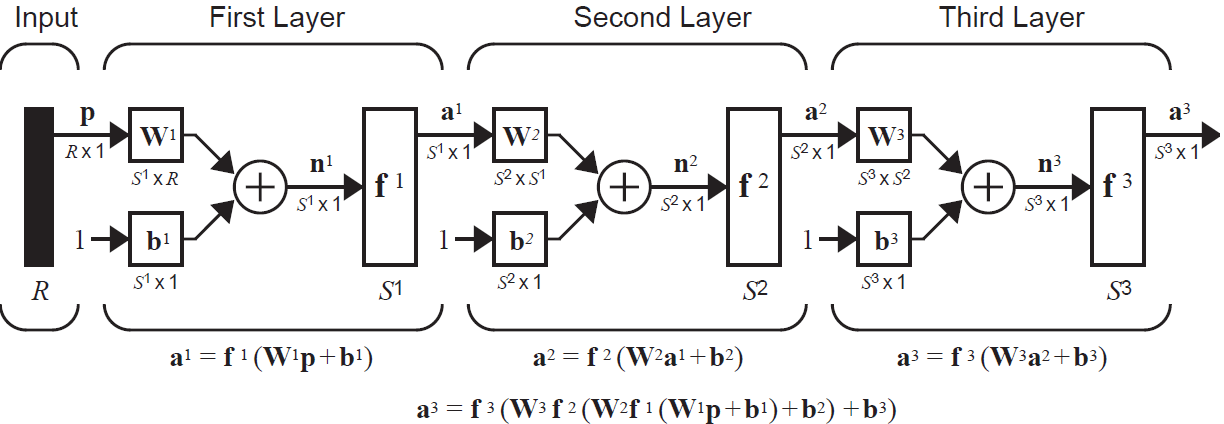 Input First Layer Second Layer Third Layer
p a¹ a² a³
W¹ W² W³
R x 1 S¹ x 1 S² x 1 S³ x 1
S¹ x R n¹ S² x S¹ n² S³ x S² n³
+ f ¹ + f ² + f ³
S¹ x 1 S² x 1 S³ x 1
1 b¹ 1 b² 1 b³
S¹ x 1 S² x 1 S³ x 1
R S¹ S² S³
a¹ = f ¹ (W¹p + b¹) a² = f ² (W²a¹ + b²) a³ = f ³ (W³a² + b³)
a³ = f ³ (W³ f ² (W²f ¹ (W¹p + b¹) + b²) + b³)